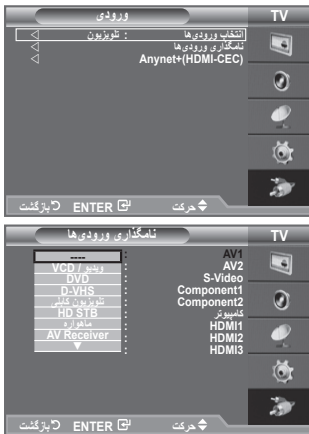 TV
ورودی
انتخاب ورودی‌ها : تلویزیون
نامگذاری ورودی‌ها
Anynet+(HDMI-CEC)
حرکت ENTER بازگشت
TV
نامگذاری ورودی‌ها
AV1 : ----
AV2 : ویدیو / VCD
S-Video : DVD
Component1 : D-VHS
Component2 : تلویزیون کابلی
کامپیوتر : HD STB
HDMI1 : ماهواره
HDMI2 : AV Receiver
HDMI3 : ▼
حرکت ENTER بازگشت